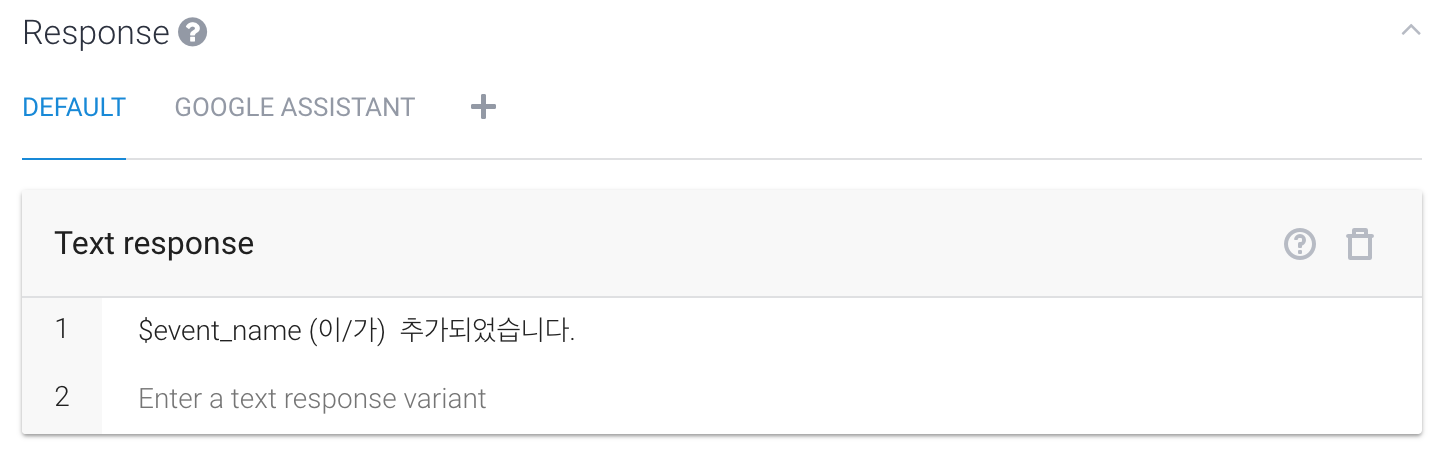 Response ?
DEFAULT GOOGLE ASSISTANT +
Text response ?
1 $event_name (이/가)  추가되었습니다.
2 Enter a text response variant